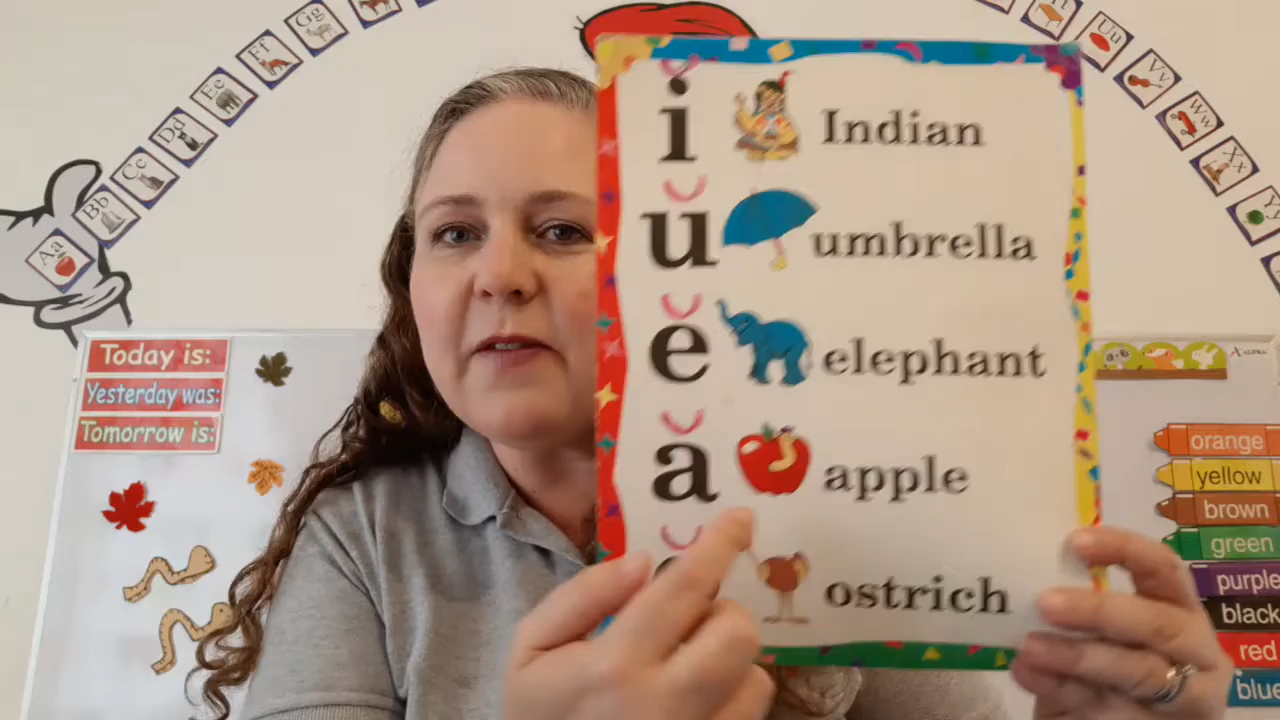 Aa
Bb
Cc
Dd
Ee
Ff
Gg
Uu
Vv
Ww
Xx
Yy
i Indian
u umbrella
e elephant
a apple
ostrich
Today is:
Yesterday was:
Tomorrow is:
orange
yellow
brown
green
purple
black
red
blue